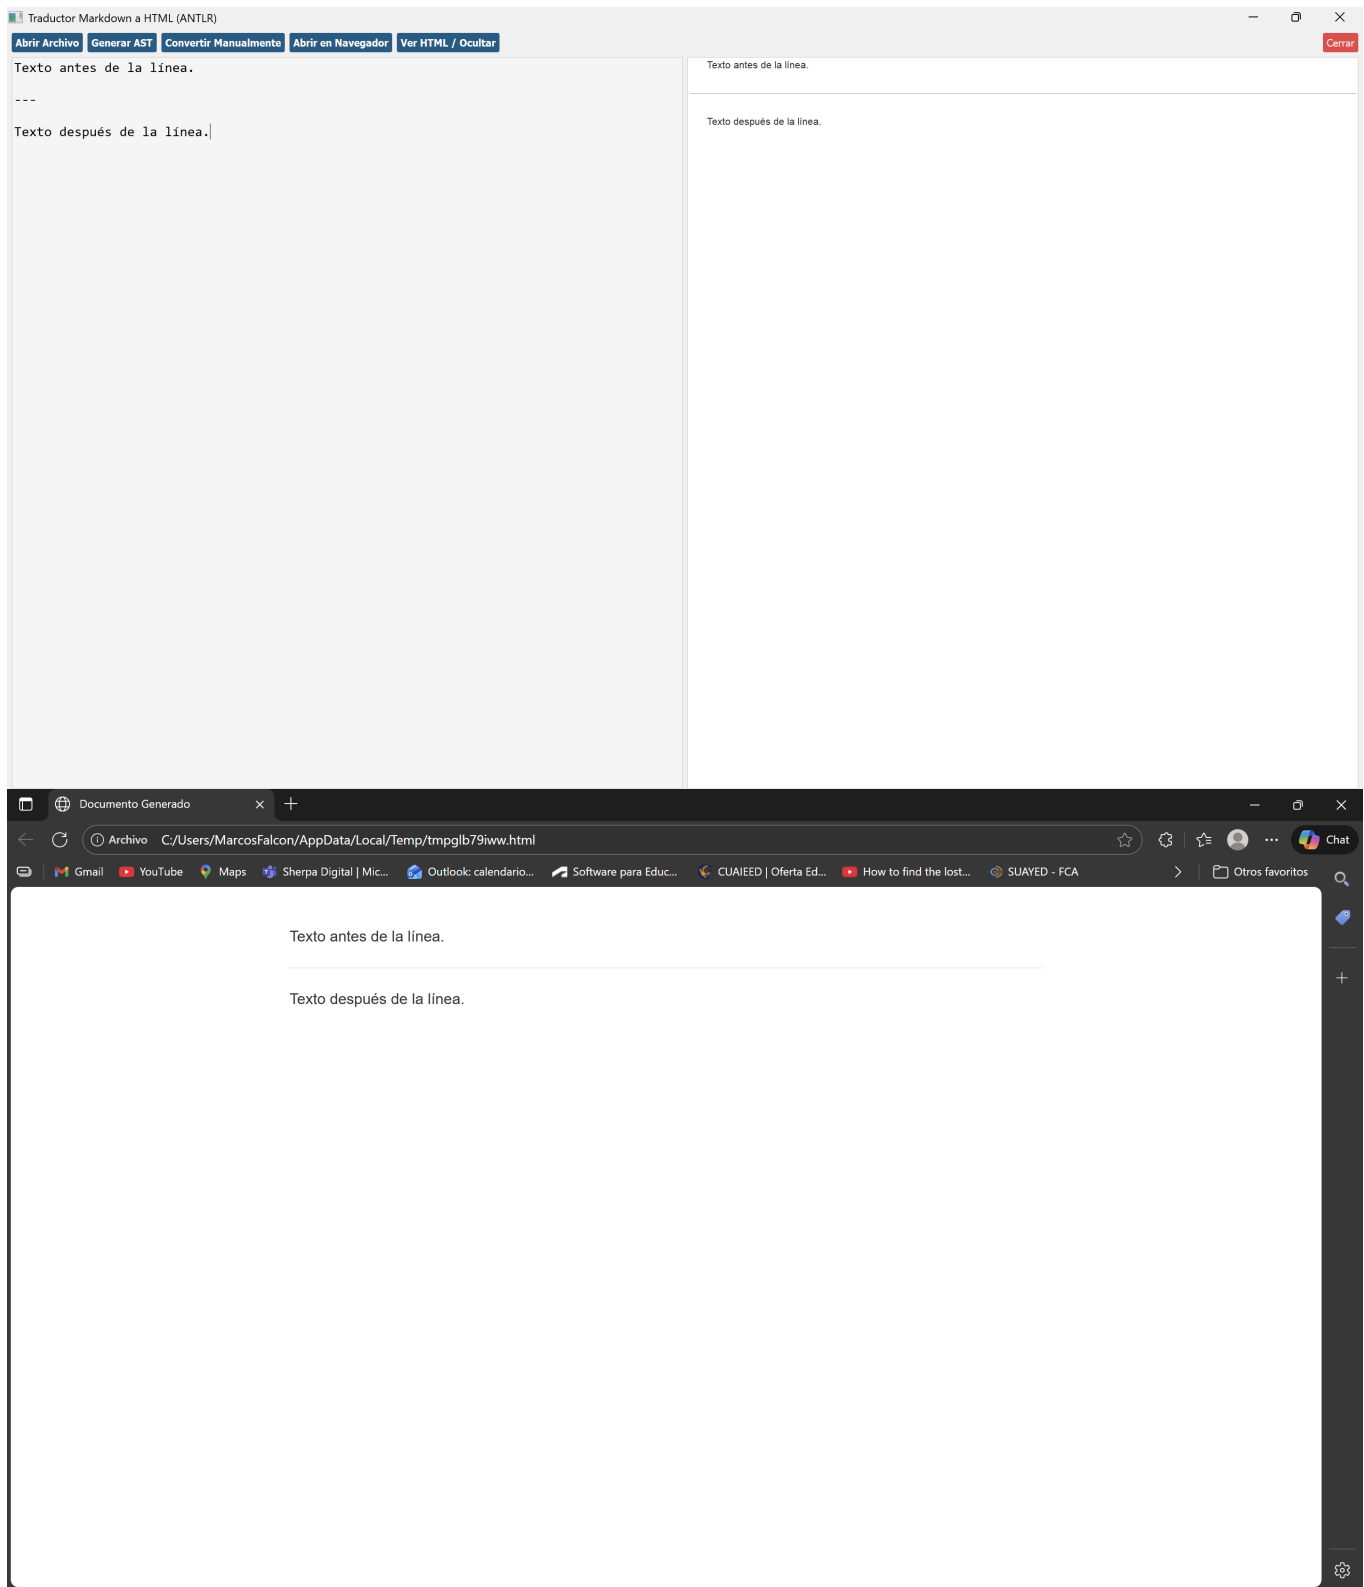 Traductor Markdown a HTML (ANTLR)
Abrir Archivo Generar AST Convertir Manualmente Abrir en Navegador Ver HTML / Ocultar Cerrar
Texto antes de la línea.
---
Texto después de la línea.
Texto antes de la línea.
Texto después de la línea.
Documento Generado
Archivo C:/Users/MarcosFalcon/AppData/Local/Temp/tmpglb79iww.html Chat
Gmail YouTube Maps Sherpa Digital | Mic... Outlook: calendario... Software para Educ... CUAIEED | Oferta Ed... How to find the lost... SUAYED - FCA Otros favoritos
Texto antes de la línea.
Texto después de la línea.